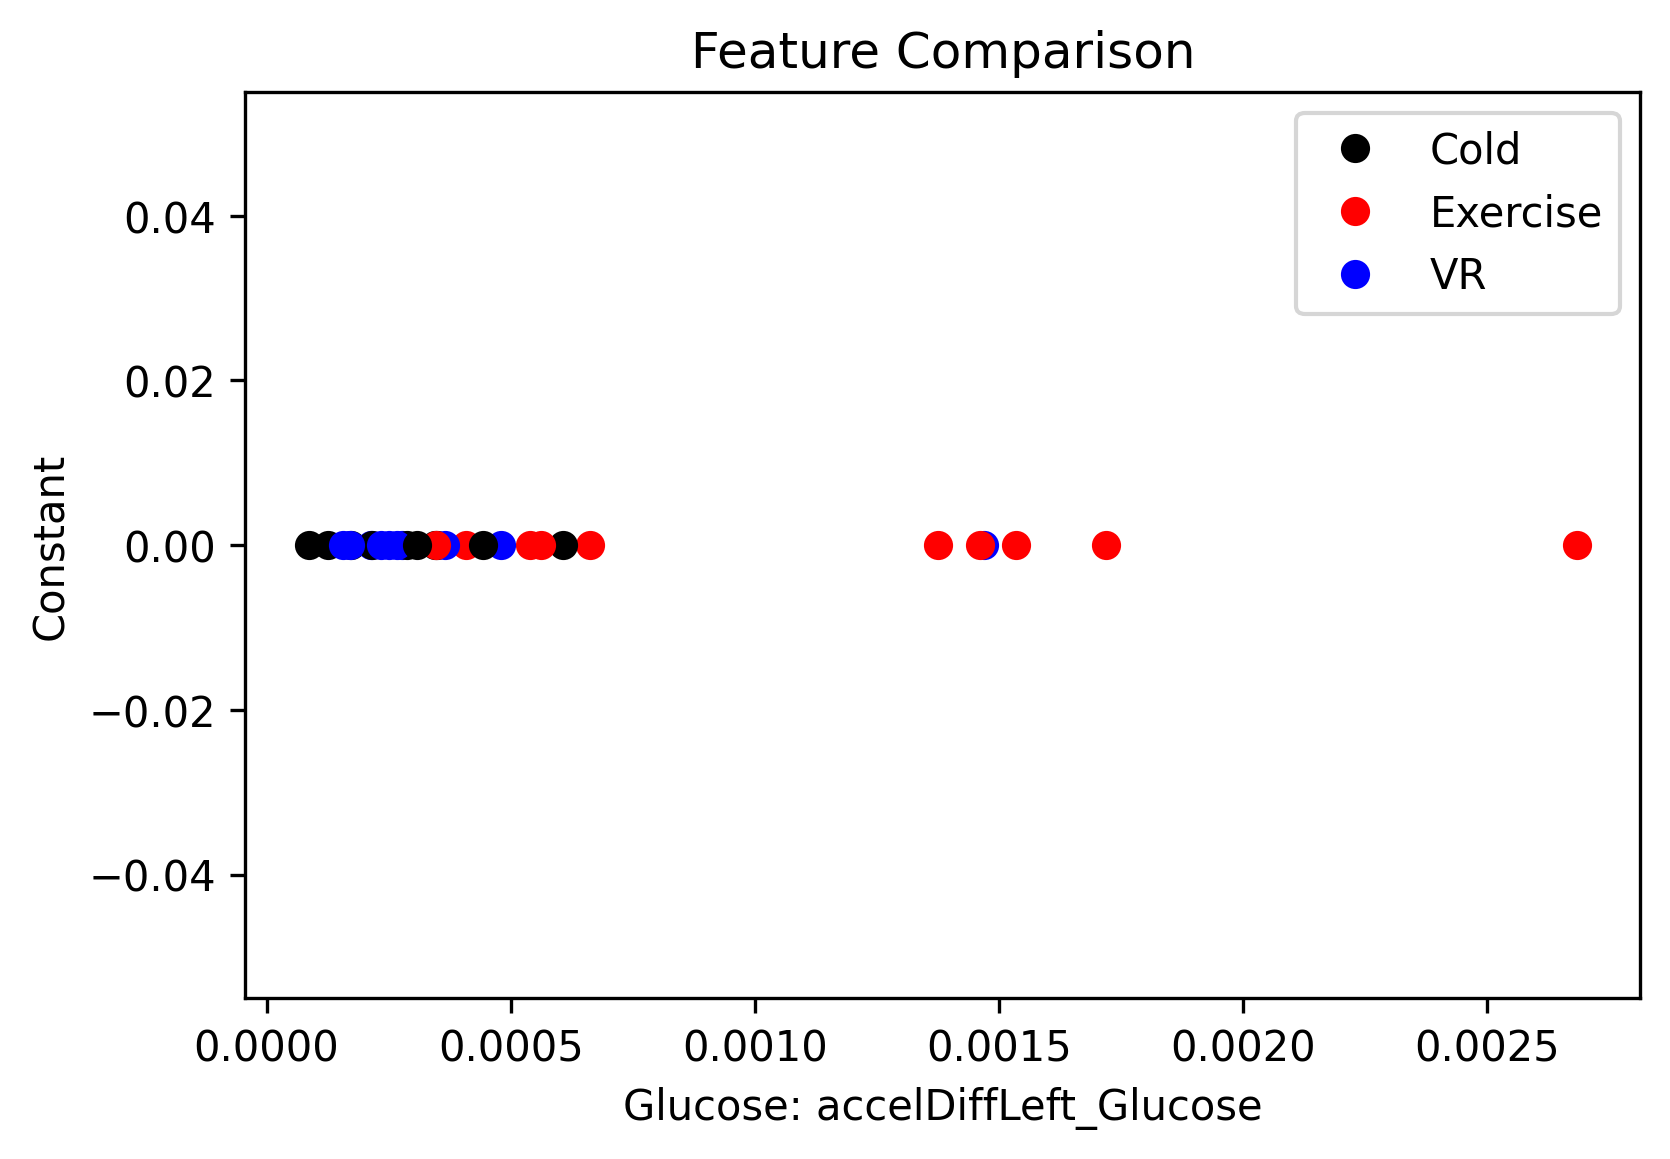 Feature Comparison
Cold
Exercise
VR
0.04
0.02
0.00
−0.02
−0.04
Constant
0.0000 0.0005 0.0010 0.0015 0.0020 0.0025
Glucose: accelDiffLeft_Glucose